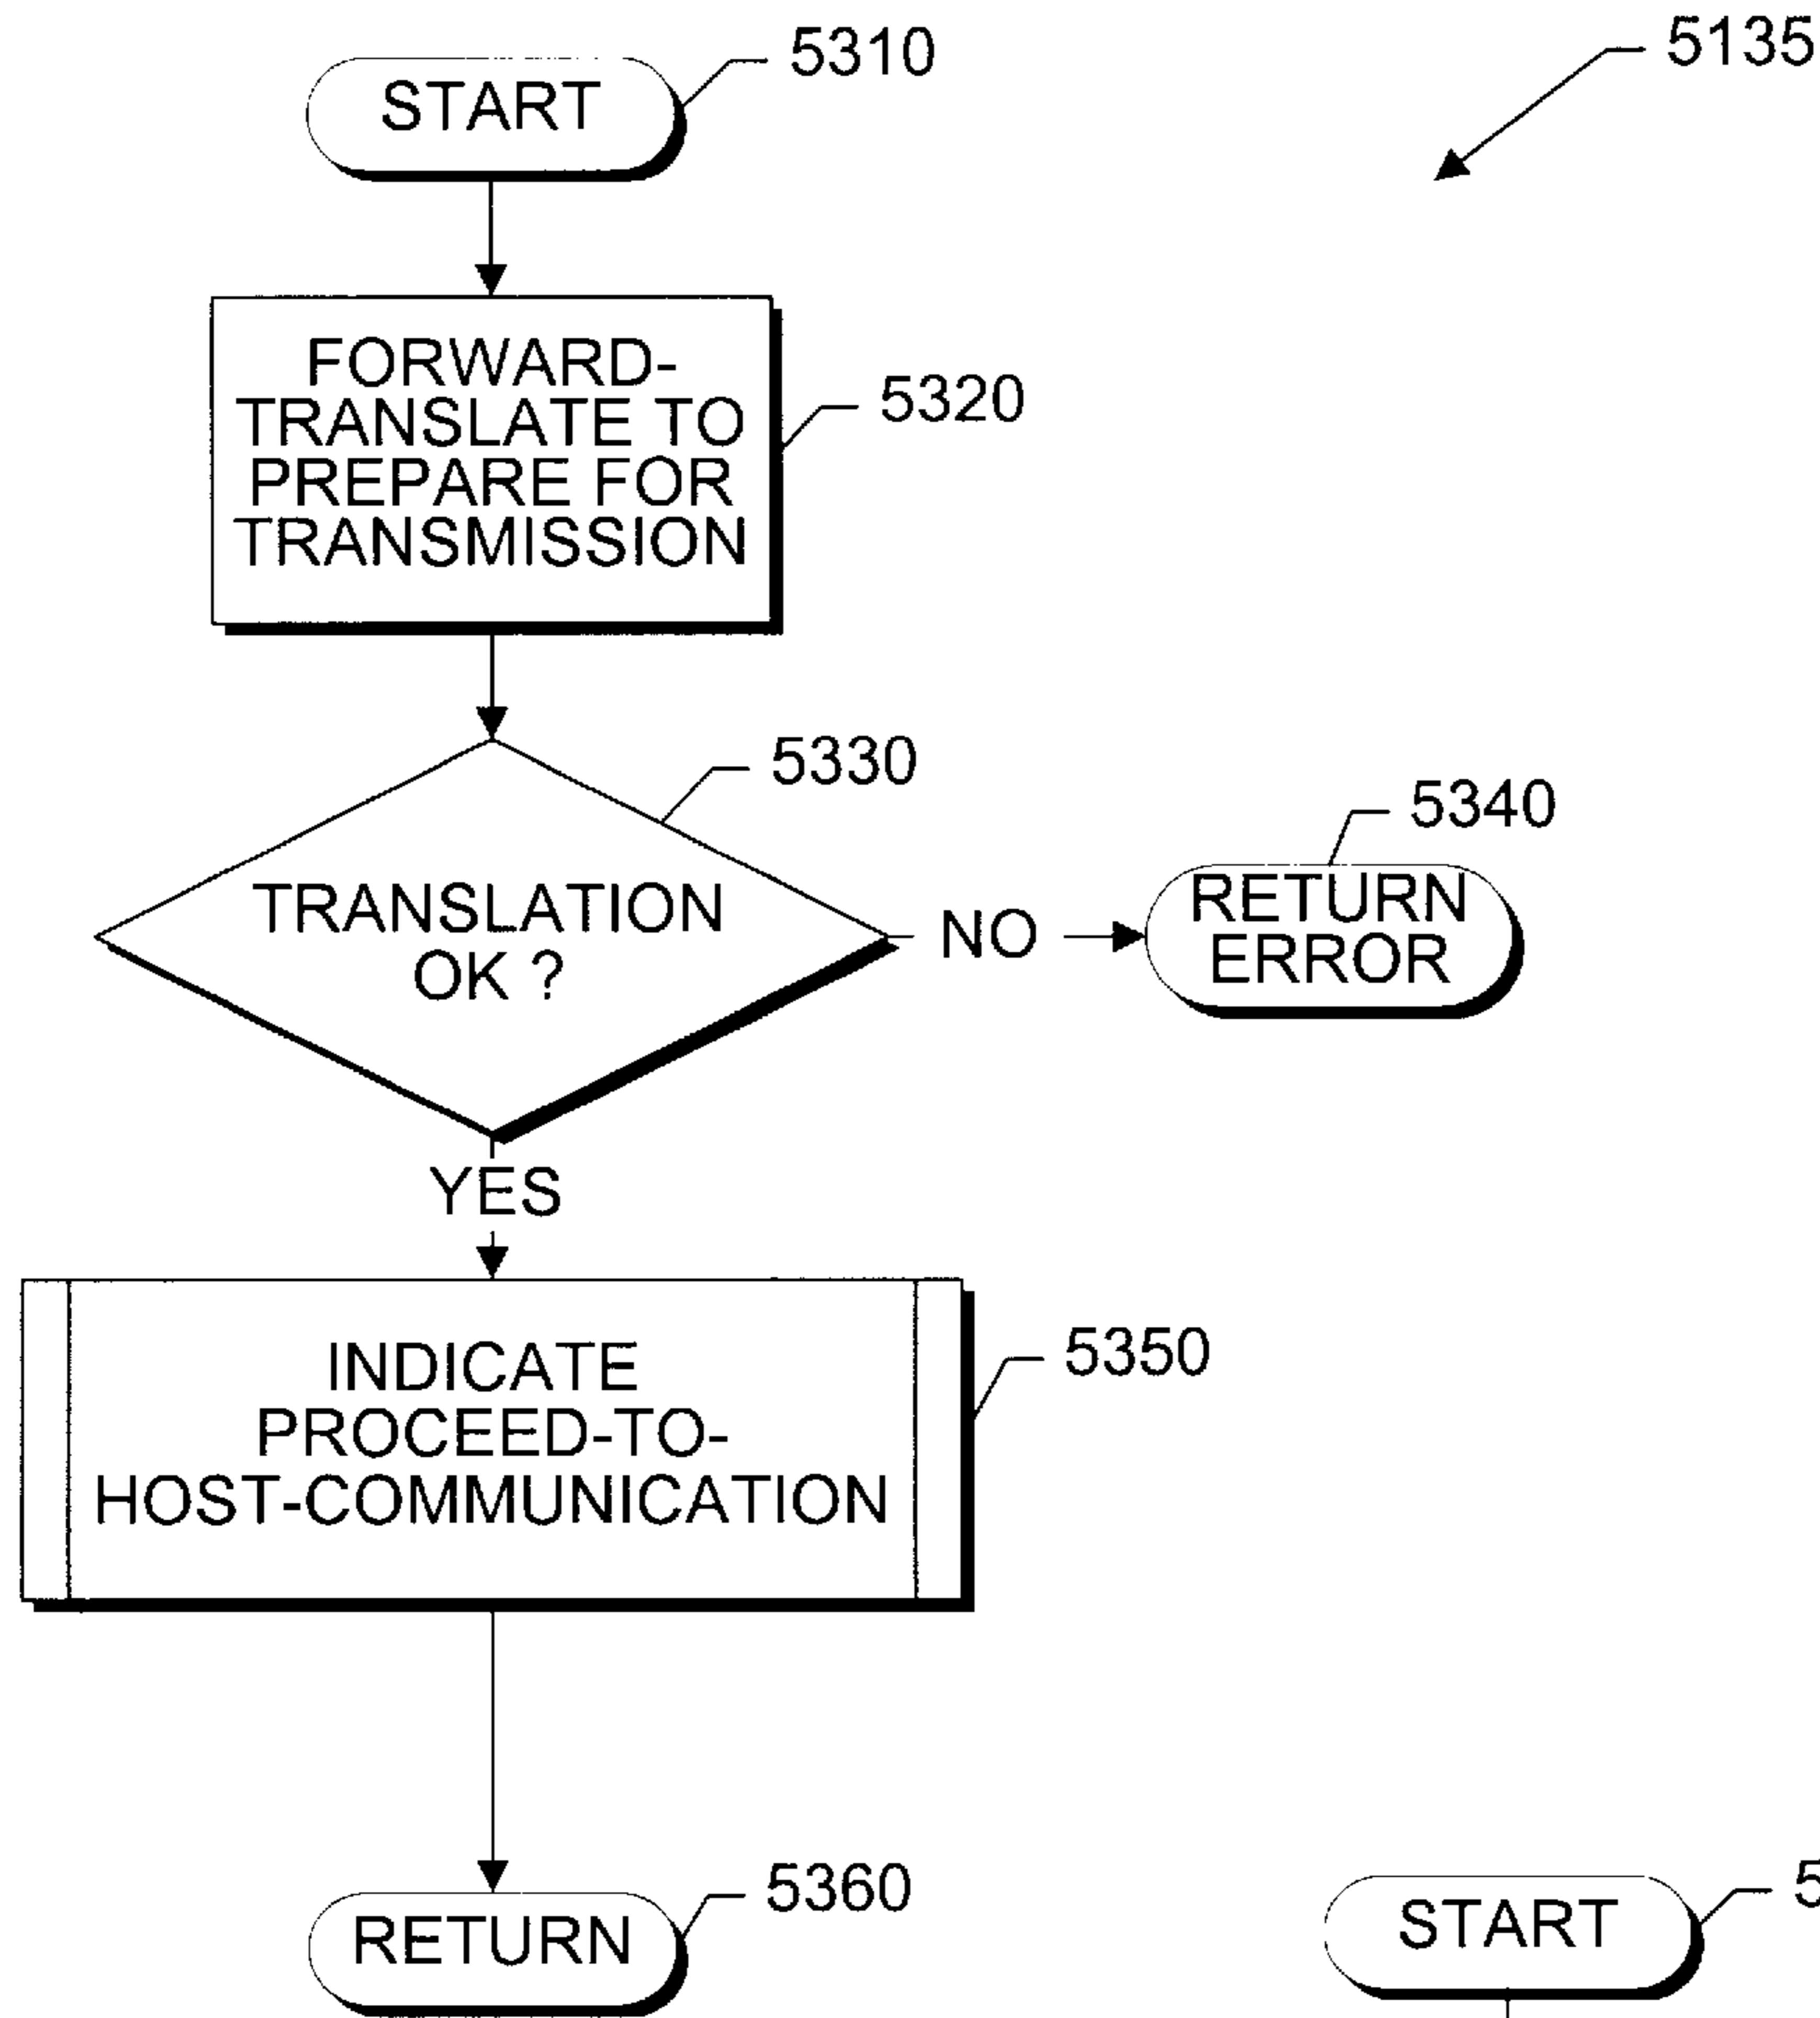 5310
5135
START
FORWARD-
TRANSLATE TO
PREPARE FOR
TRANSMISSION
5320
5330
TRANSLATION
OK ?
NO
5340
RETURN
ERROR
YES
INDICATE
PROCEED-TO-
HOST-COMMUNICATION
5350
5360
RETURN
START